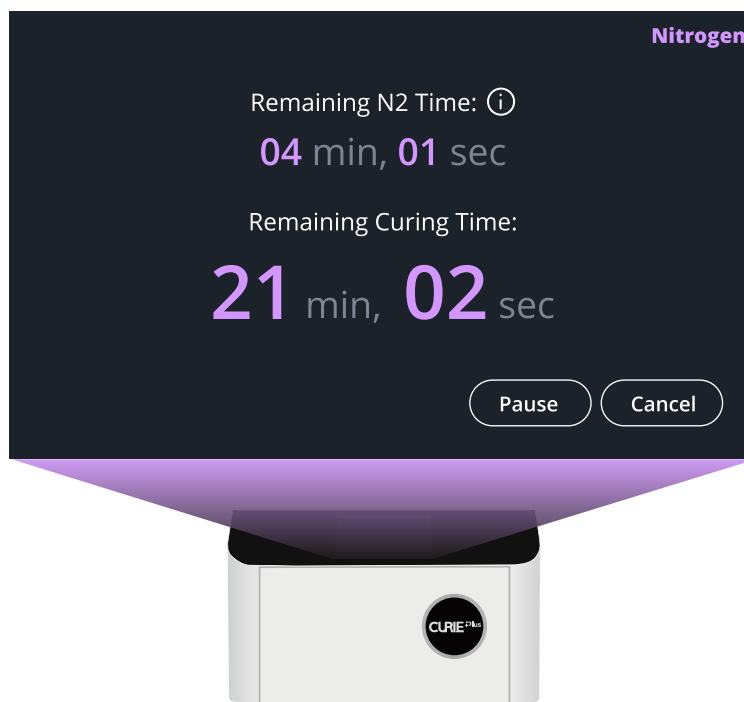 Nitrogen
Remaining N2 Time:
04 min, 01 sec
Remaining Curing Time:
21 min, 02 sec
Pause
Cancel
CURIE Plus